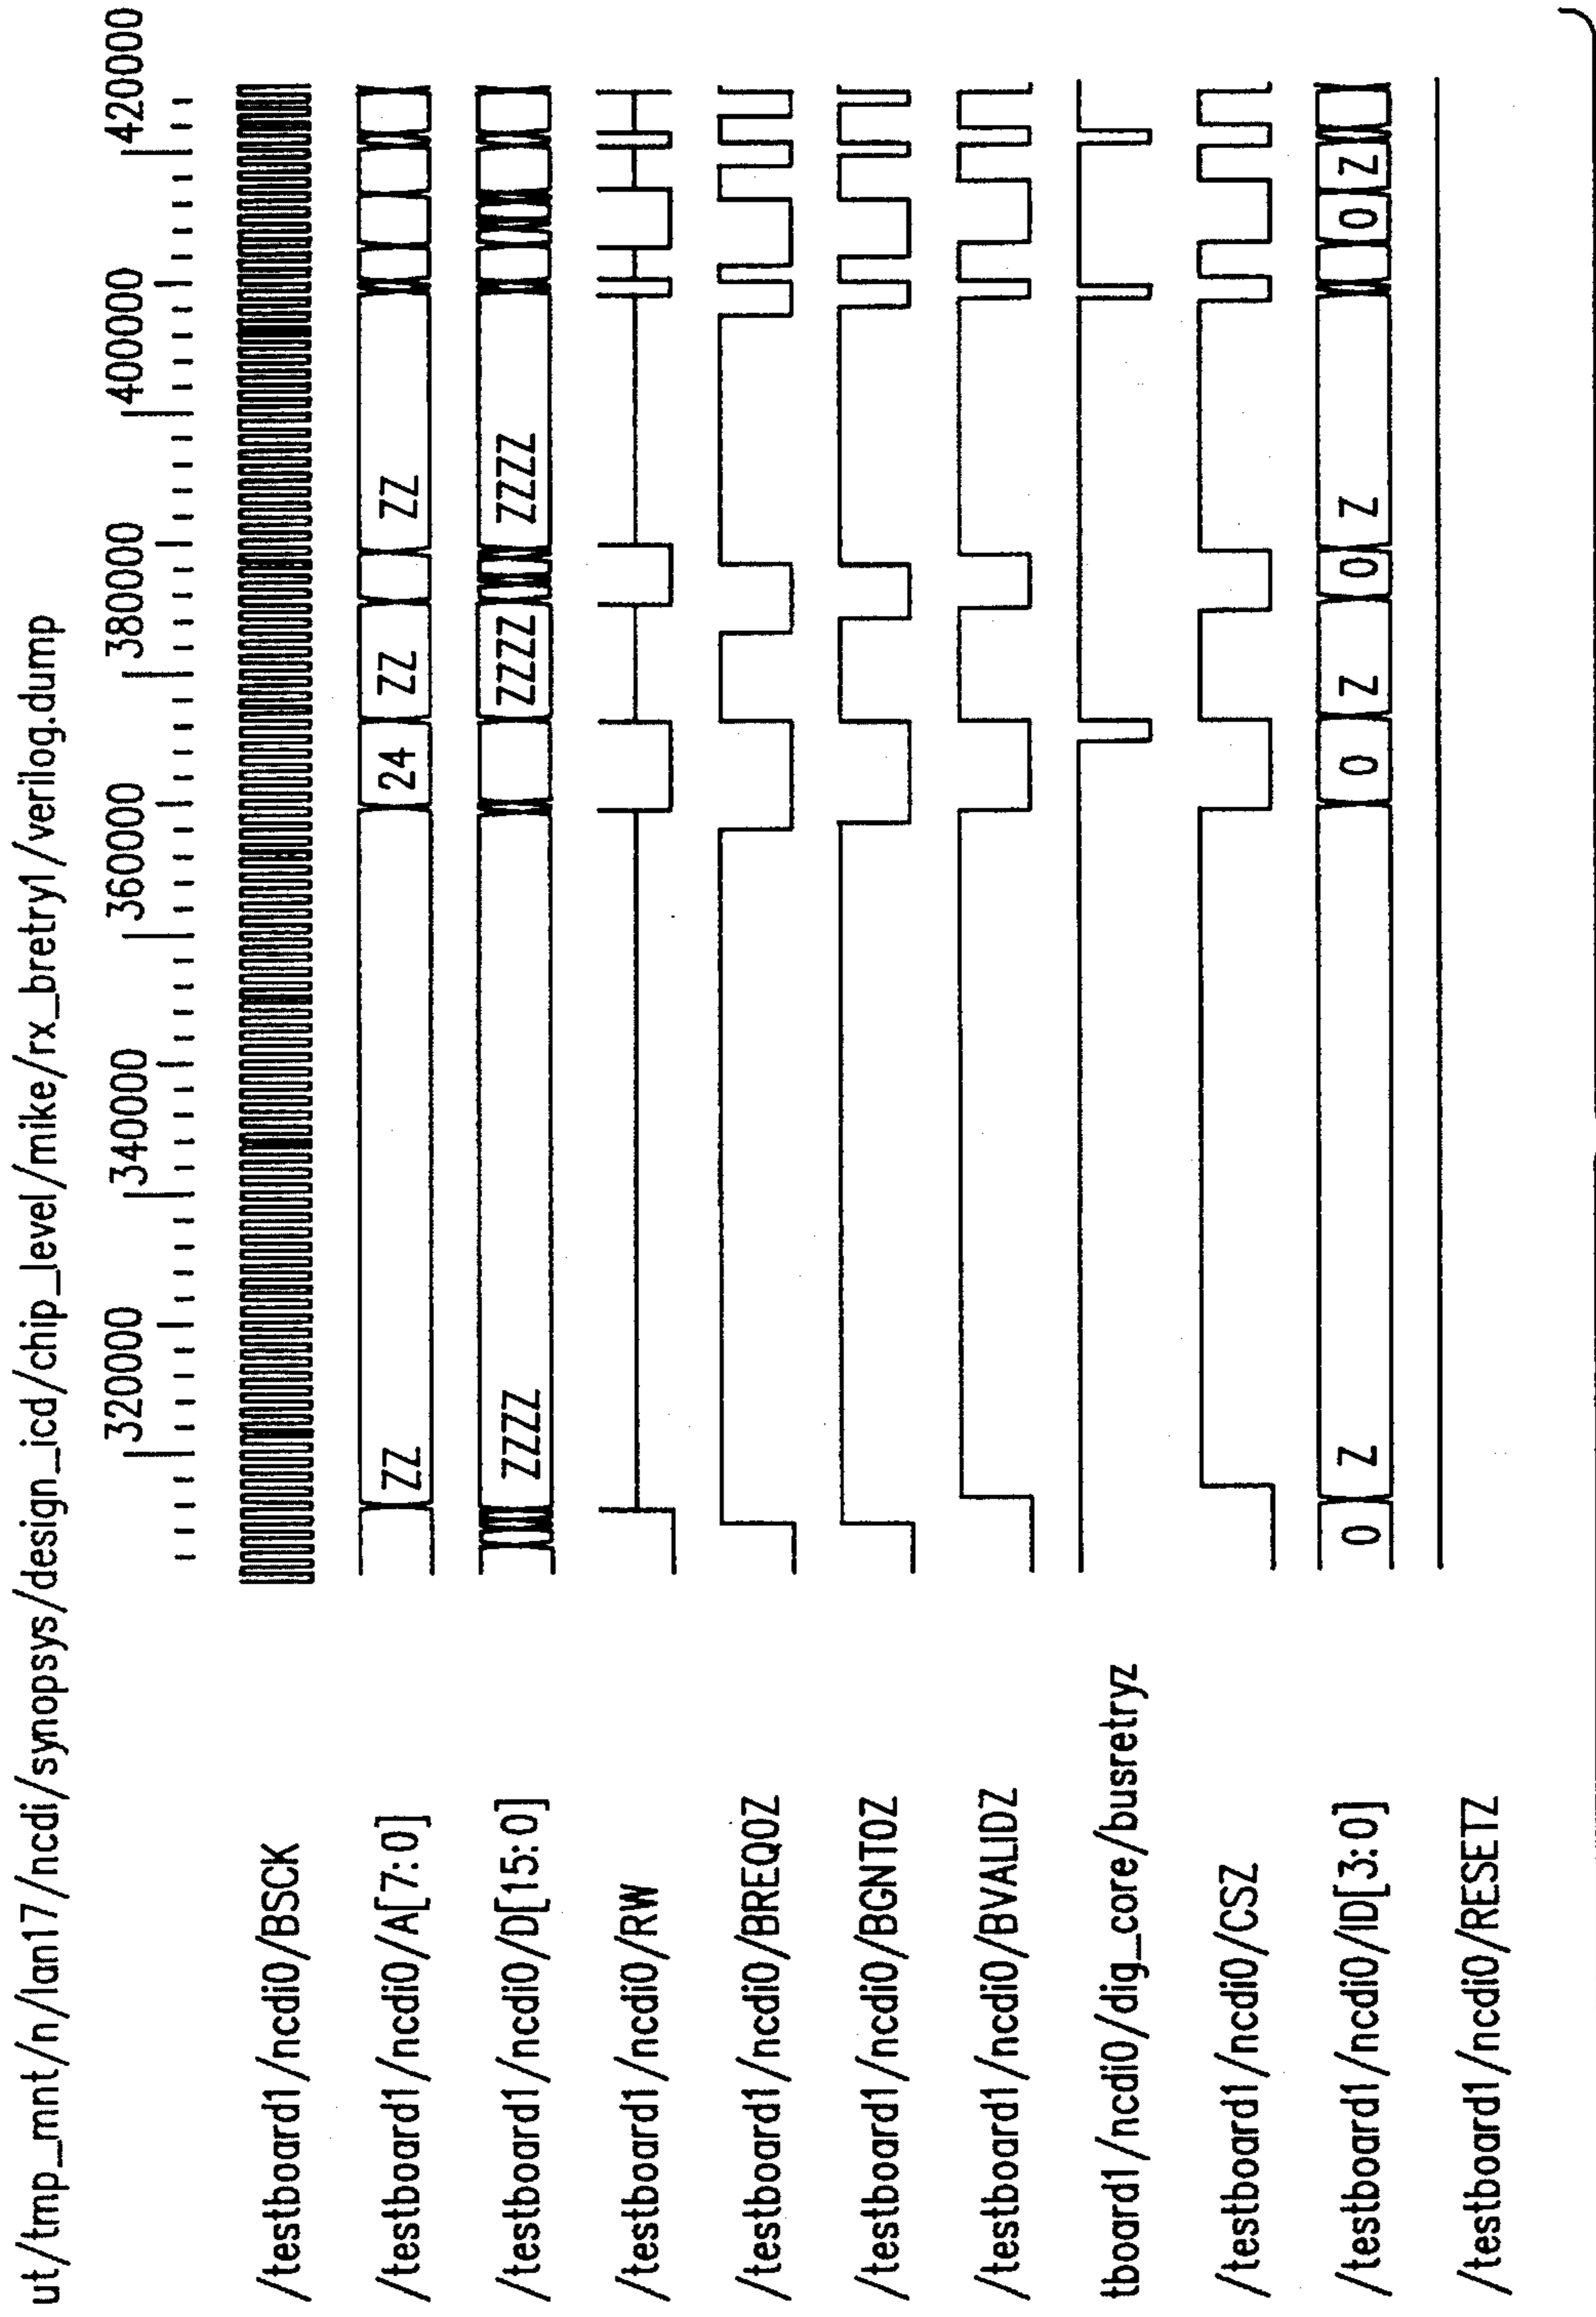 ut/tmp_mnt/n/lan17/ncdi/synopsys/design_icd/chip_level/mike/rx_bretry1/verilog.dump
320000 340000 360000 380000 400000 420000
/testboard1/ncdi0/BSCK
/testboard1/ncdi0/A[7:0] ZZ 24 ZZ ZZ
/testboard1/ncdi0/D[15:0] ZZZZ ZZZZ ZZZZ
/testboard1/ncdi0/RW
/testboard1/ncdi0/BREQ0Z
/testboard1/ncdi0/BGNT0Z
/testboard1/ncdi0/BVALIDZ
tboard1/ncdi0/dig_core/busretryz
/testboard1/ncdi0/CSZ
/testboard1/ncdi0/ID[3:0] 0 Z 0 Z 0 Z 0 Z
/testboard1/ncdi0/RESETZ